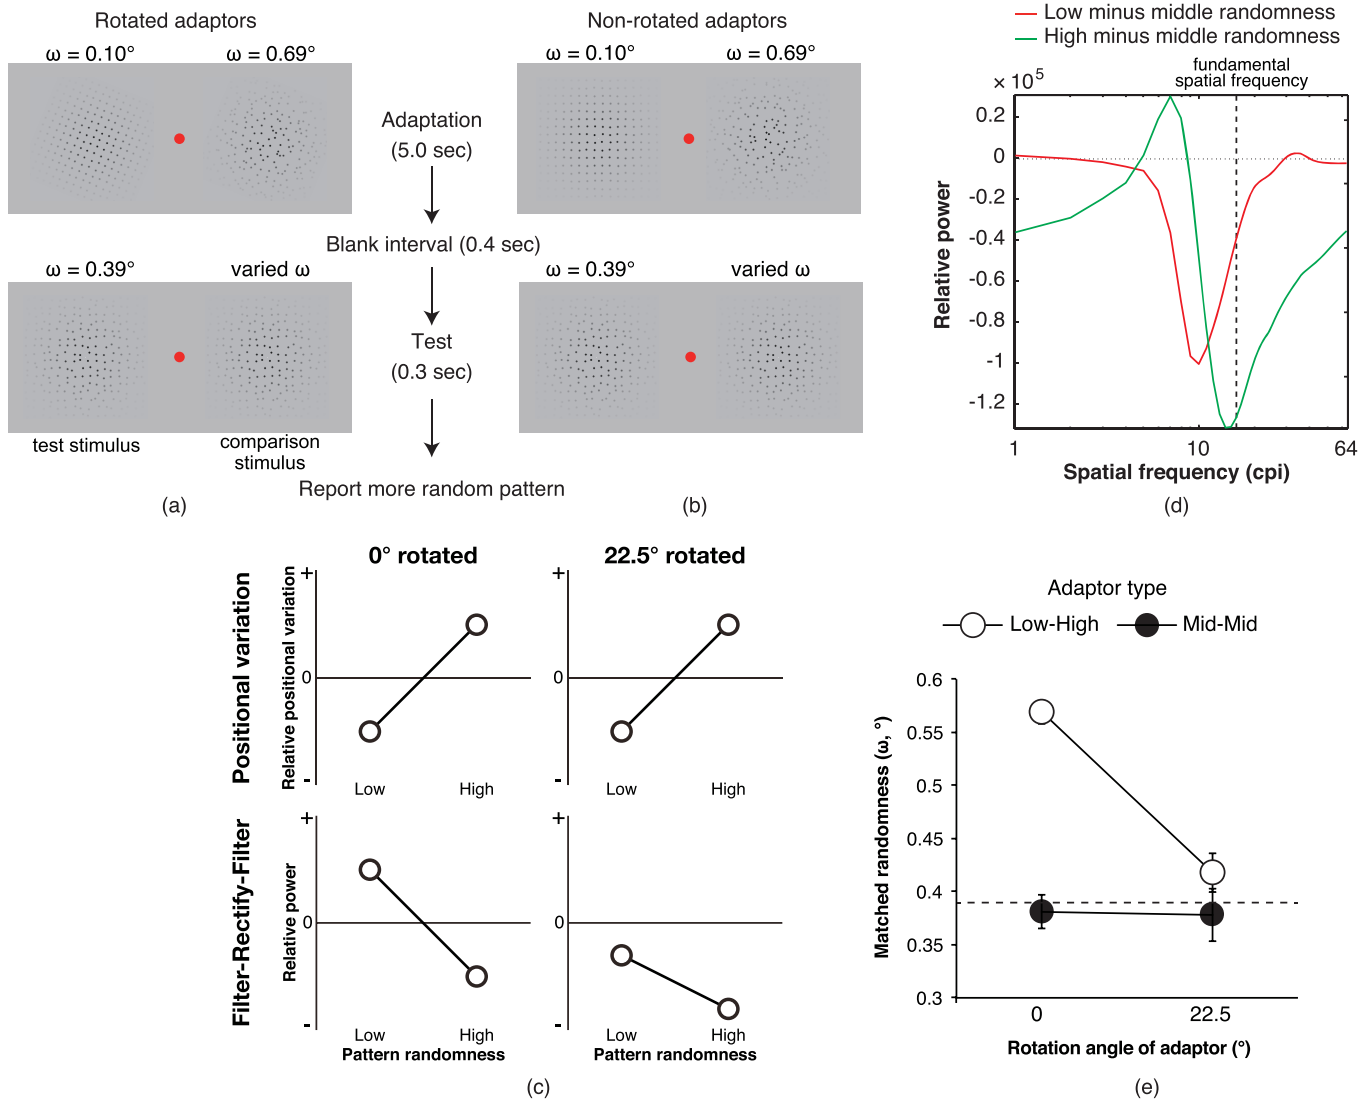 Rotated adaptors
ω = 0.10°
ω = 0.69°
Adaptation
(5.0 sec)
Blank interval (0.4 sec)
ω = 0.39°
varied ω
Test
(0.3 sec)
test stimulus
comparison
stimulus
Report more random pattern
(a)
Non-rotated adaptors
ω = 0.10°
ω = 0.69°
ω = 0.39°
varied ω
(b)
Low minus middle randomness
High minus middle randomness
fundamental
spatial frequency
× 10⁵
0.2
0
-0.2
-0.4
-0.6
-0.8
-1
-1.2
Relative power
1
10
64
Spatial frequency (cpi)
(d)
0° rotated
22.5° rotated
Positional variation
Relative positional variation
+
0
-
Low
High
+
0
-
Low
High
Filter-Rectify-Filter
Relative power
+
0
-
Low
High
Pattern randomness
+
0
-
Low
High
Pattern randomness
(c)
Adaptor type
Low-High
Mid-Mid
Matched randomness (ω, °)
0.6
0.55
0.5
0.45
0.4
0.35
0.3
0
22.5
Rotation angle of adaptor (°)
(e)